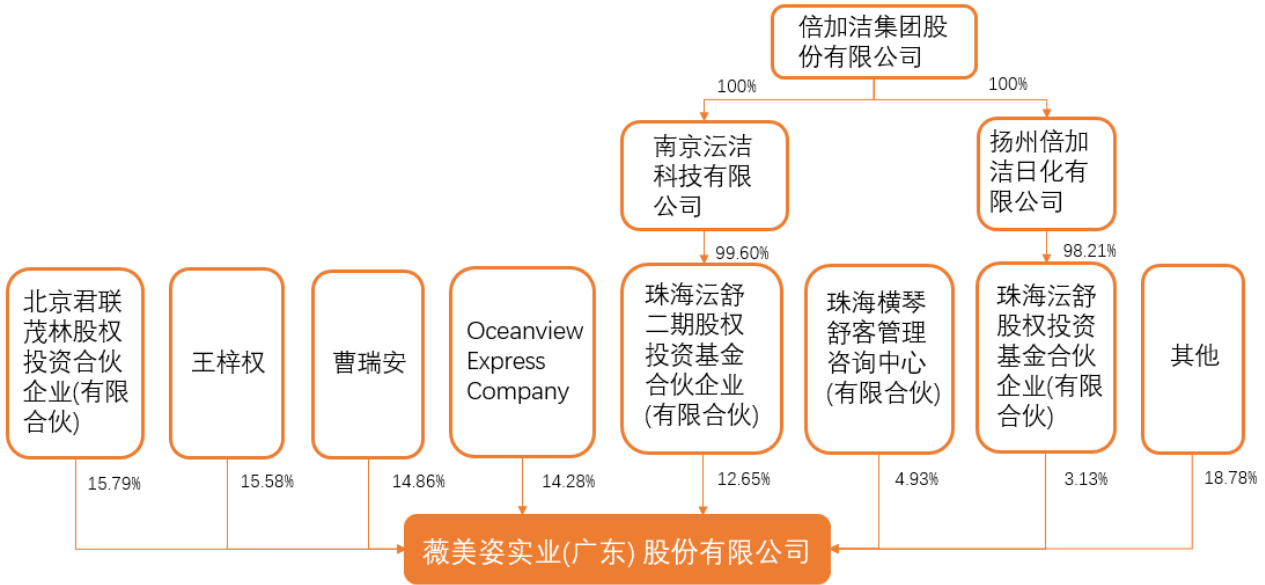 倍加洁集团股
份有限公司
100%
100%
南京沄洁
科技有限
公司
扬州倍加
洁日化有
限公司
99.60%
98.21%
北京君联
茂林股权
投资合伙
企业(有限
合伙)
王梓权
曹瑞安
Oceanview
Express
Company
珠海沄舒
二期股权
投资基金
合伙企业
(有限合伙)
珠海横琴
舒客管理
咨询中心
(有限合伙)
珠海沄舒
股权投资
基金合伙
企业(有限
合伙)
其他
15.79%
15.58%
14.86%
14.28%
12.65%
4.93%
3.13%
18.78%
薇美姿实业(广东) 股份有限公司